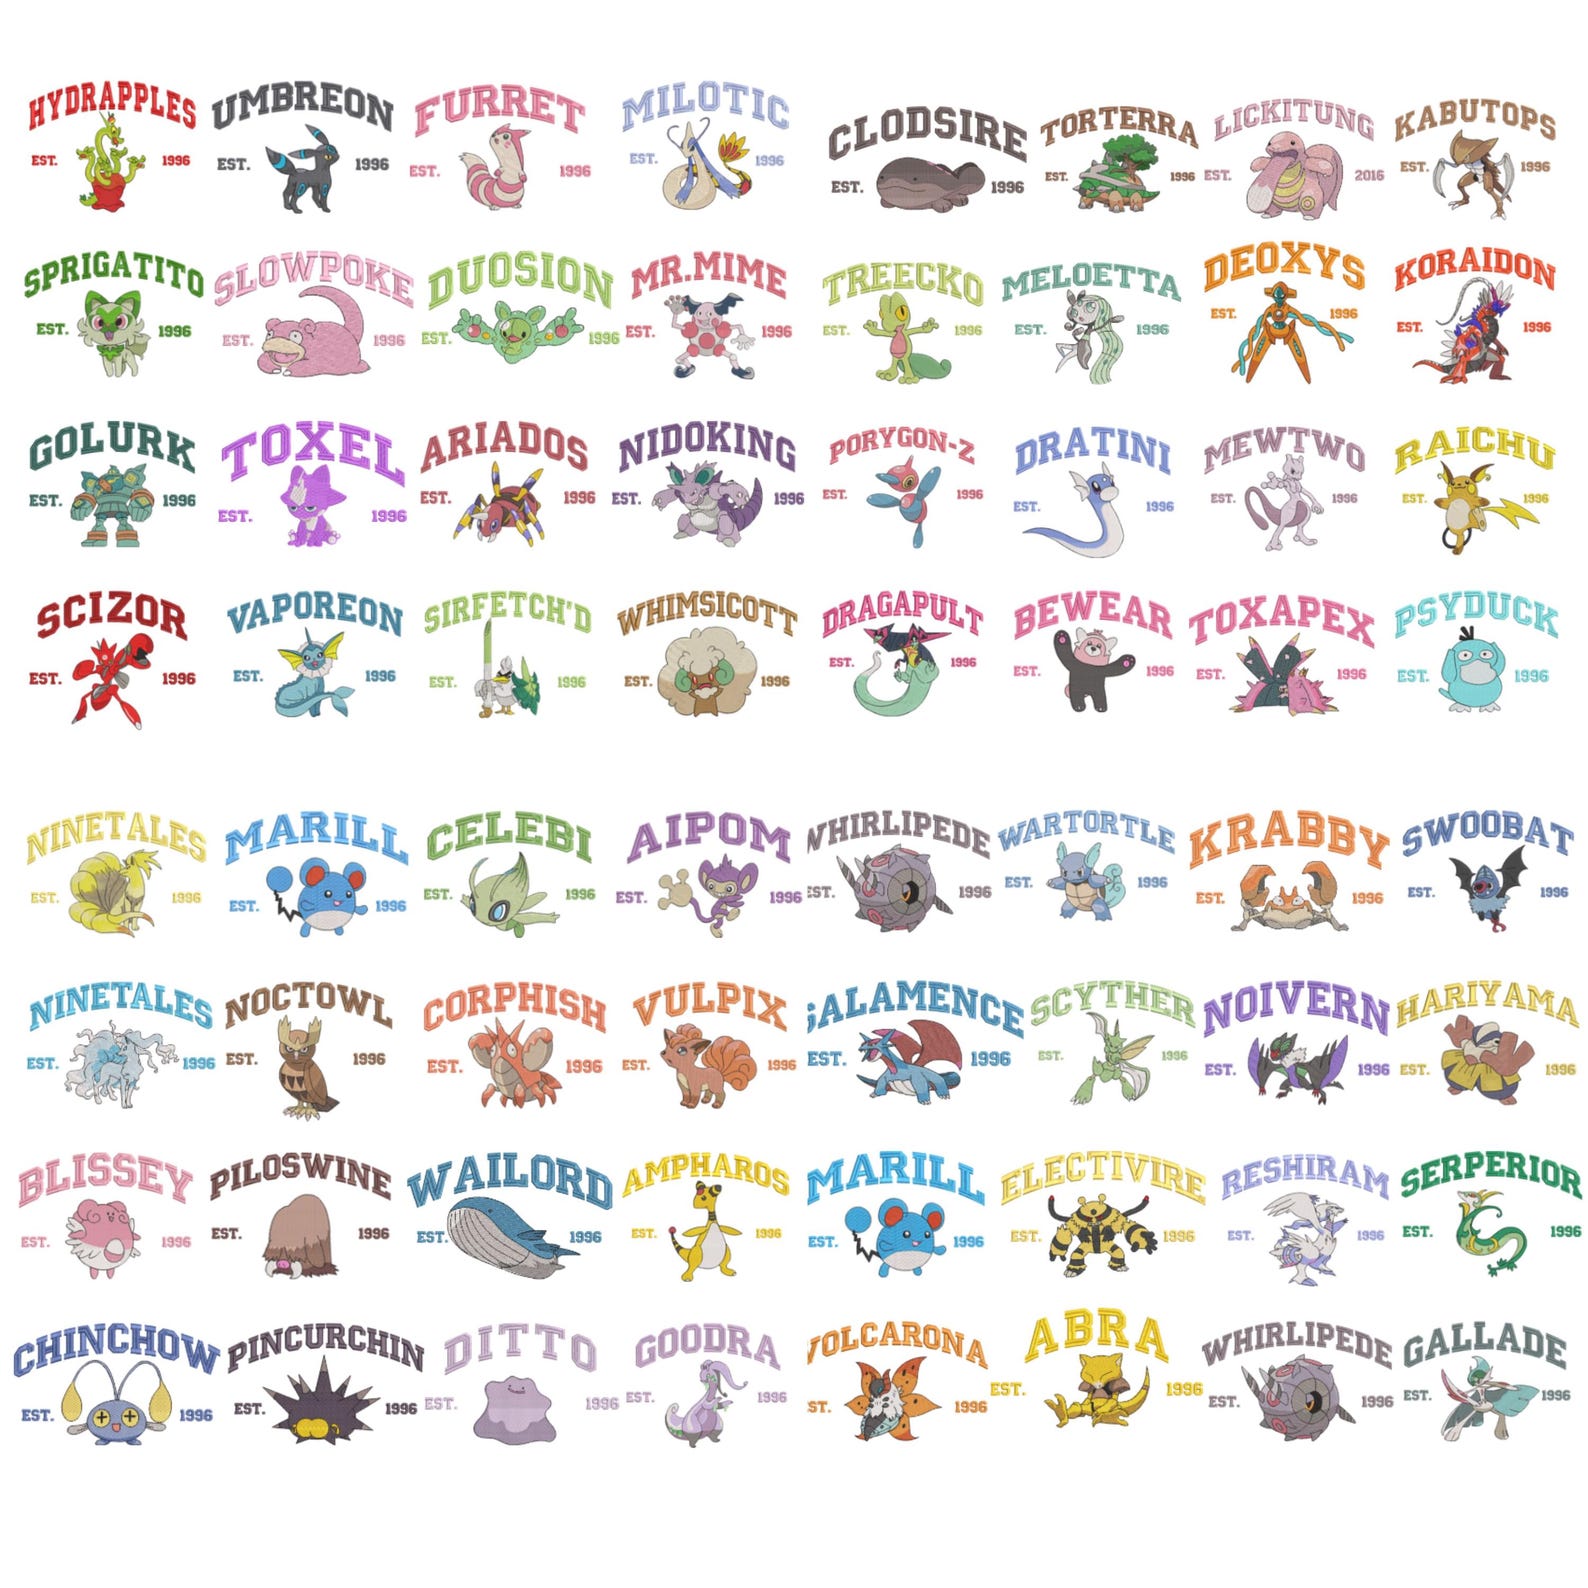 HYDRAPPLES
EST. 1996
UMBREON
EST. 1996
FURRET
EST. 1996
MILOTIC
EST. 1996
CLODSIRE
EST. 1996
TORTERRA
EST. 1996
LICKITUNG
EST. 2016
KABUTOPS
EST. 1996
SPRIGATITO
EST. 1996
SLOWPOKE
EST. 1996
DUOSION
EST. 1996
MR.MIME
EST. 1996
TREECKO
EST. 1996
MELOETTA
EST. 1996
DEOXYS
EST. 1996
KORAIDON
EST. 1996
GOLURK
EST. 1996
TOXEL
EST. 1996
ARIADOS
EST. 1996
NIDOKING
EST. 1996
PORYGON-Z
EST. 1996
DRATINI
EST. 1996
MEWTWO
EST. 1996
RAICHU
EST. 1996
SCIZOR
EST. 1996
VAPOREON
EST. 1996
SIRFETCH'D
EST. 1996
WHIMSICOTT
EST. 1996
DRAGAPULT
EST. 1996
BEWEAR
EST. 1996
TOXAPEX
EST. 1996
PSYDUCK
EST. 1996
NINETALES
EST. 1996
MARILL
EST. 1996
CELEBI
EST. 1996
AIPOM
EST. 1996
WHIRLIPEDE
EST. 1996
WARTORTLE
EST. 1996
KRABBY
EST. 1996
SWOOBAT
EST. 1996
NINETALES
EST. 1996
NOCTOWL
EST. 1996
CORPHISH
EST. 1996
VULPIX
EST. 1996
SALAMENCE
EST. 1996
SCYTHER
EST. 1996
NOIVERN
EST. 1996
HARIYAMA
EST. 1996
BLISSEY
EST. 1996
PILOSWINE
EST. 1996
WAILORD
EST. 1996
AMPHAROS
EST. 1996
MARILL
EST. 1996
ELECTIVIRE
EST. 1996
RESHIRAM
EST. 1996
SERPERIOR
EST. 1996
CHINCHOW
EST. 1996
PINCURCHIN
EST. 1996
DITTO
EST. 1996
GOODRA
EST. 1996
VOLCARONA
ST. 1996
ABRA
EST. 1996
WHIRLIPEDE
EST. 1996
GALLADE
EST. 1996